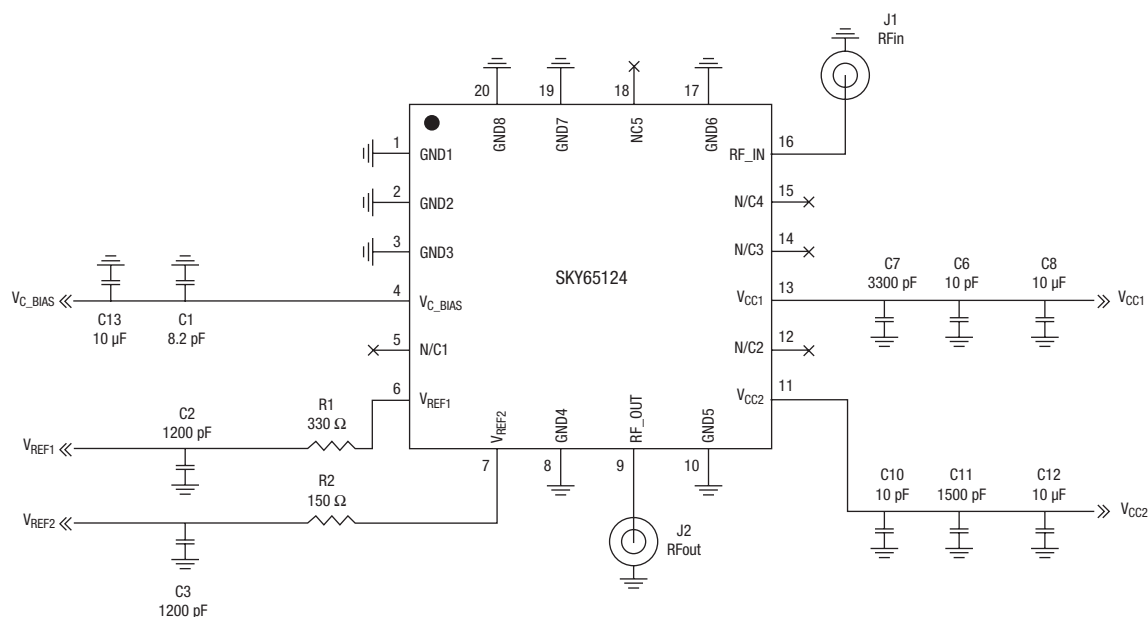 J1
RFin
20
19
18
17
GND8
GND7
NC5
GND6
1
GND1
RF_IN
16
2
GND2
N/C4
15
3
GND3
N/C3
14
SKY65124
V_C_BIAS
C13
10 µF
C1
8.2 pF
4
V_C_BIAS
V_CC1
13
C7
3300 pF
C6
10 pF
C8
10 µF
V_CC1
5
N/C1
N/C2
12
6
V_REF1
V_CC2
11
V_REF2
GND4
RF_OUT
GND5
7
8
9
10
V_REF1
C2
1200 pF
R1
330 Ω
V_REF2
R2
150 Ω
C3
1200 pF
C10
10 pF
C11
1500 pF
C12
10 µF
V_CC2
J2
RFout